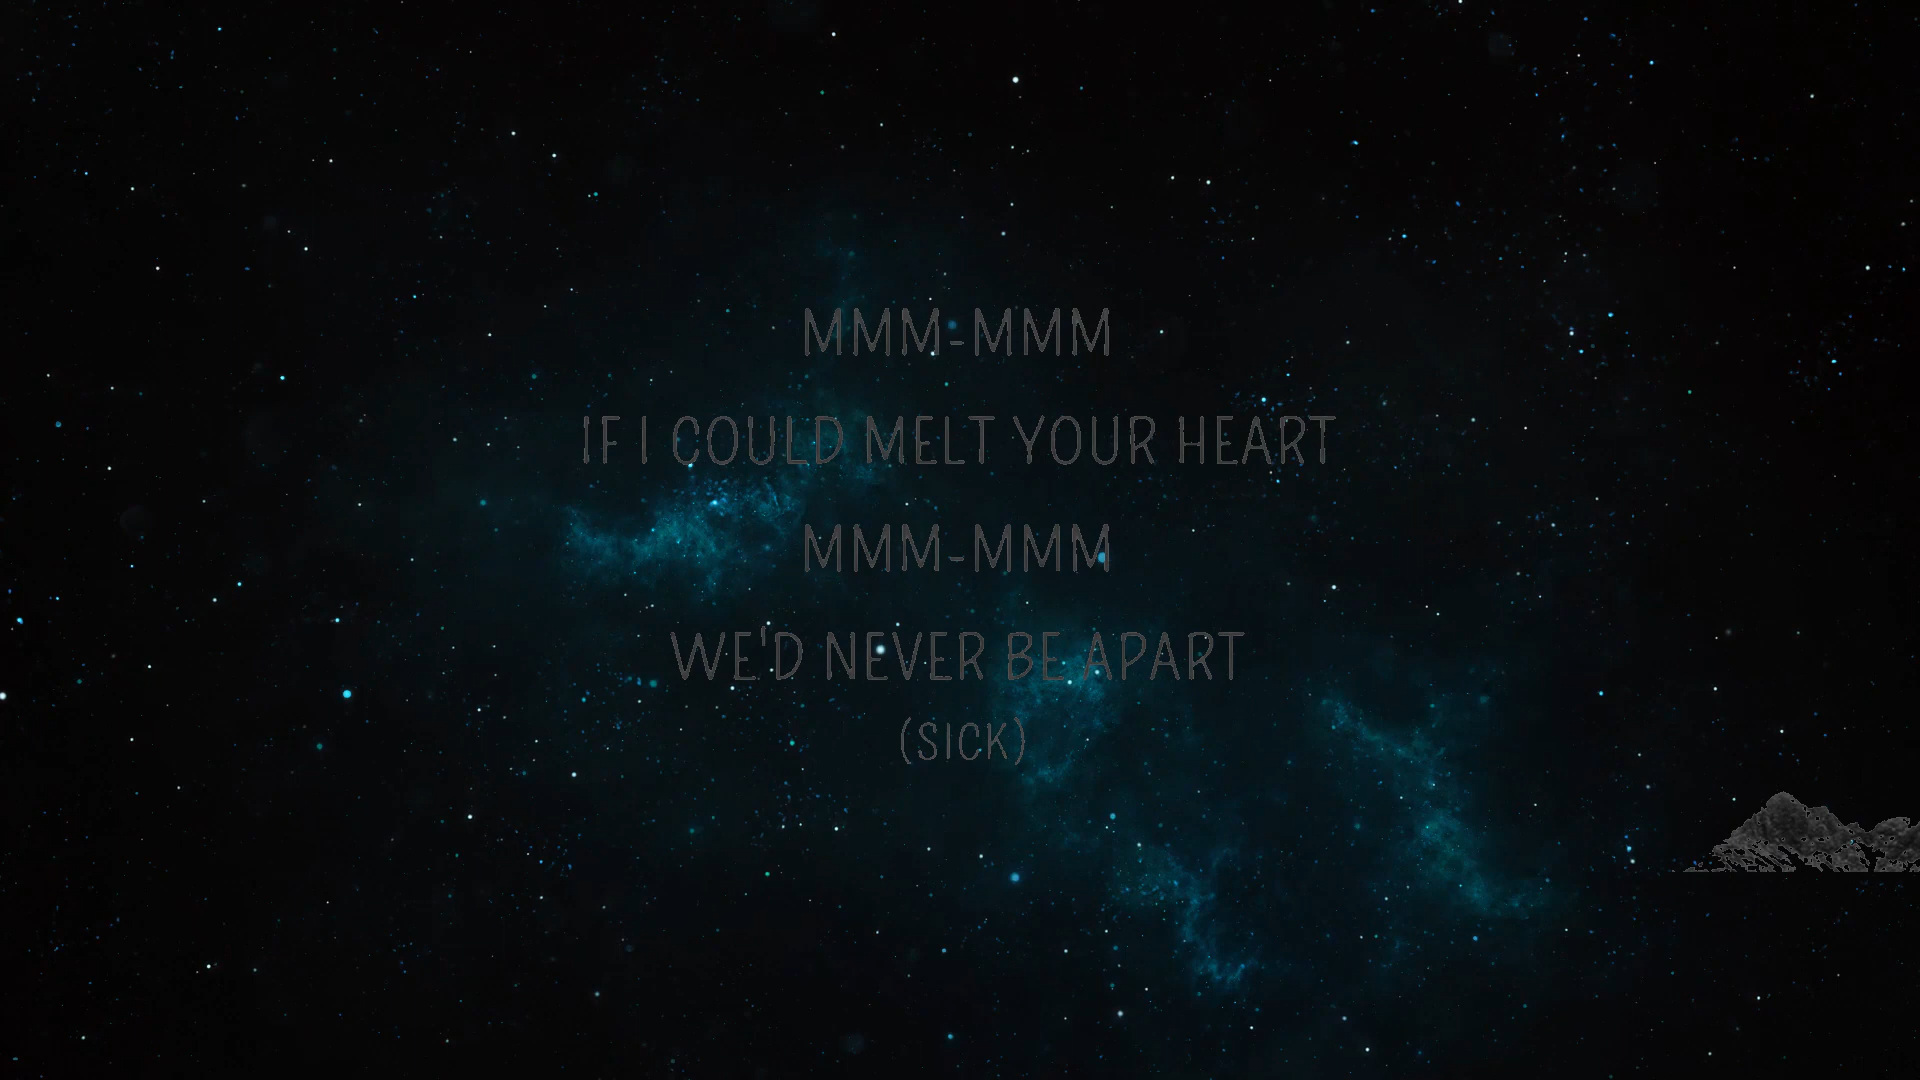 MMM-MMM
IF I COULD MELT YOUR HEART
MMM-MMM
WE'D NEVER BE APART
(SICK)